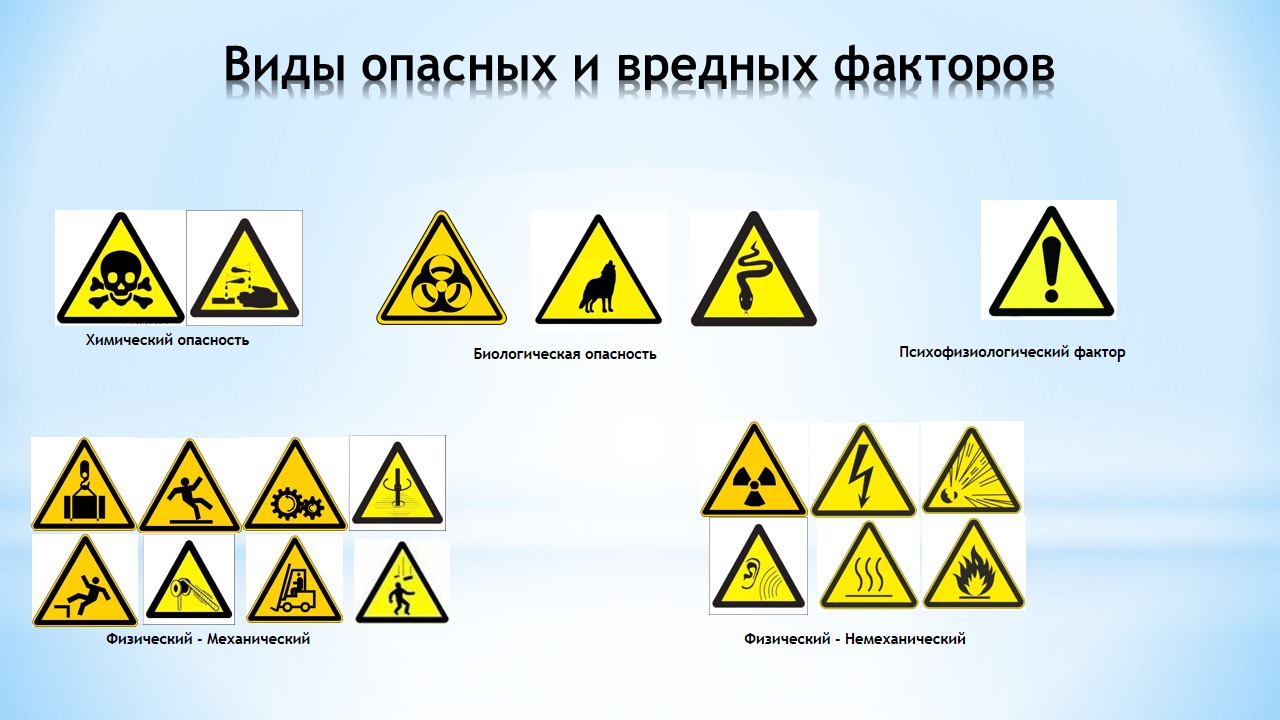 Виды опасных и вредных факторов
Химический опасность
Биологическая опасность
Психофизиологический фактор
Физический - Механический
Физический - Немеханический